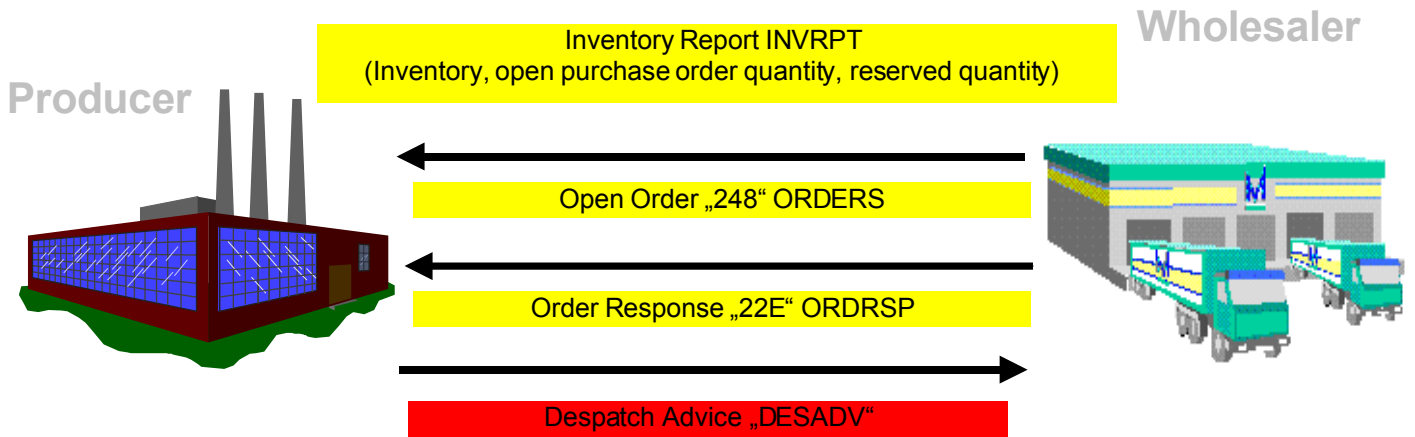 Wholesaler
Inventory Report INVRPT
(Inventory, open purchase order quantity, reserved quantity)
Producer
Open Order „248“ ORDERS
Order Response „22E“ ORDRSP
Despatch Advice „DESADV“